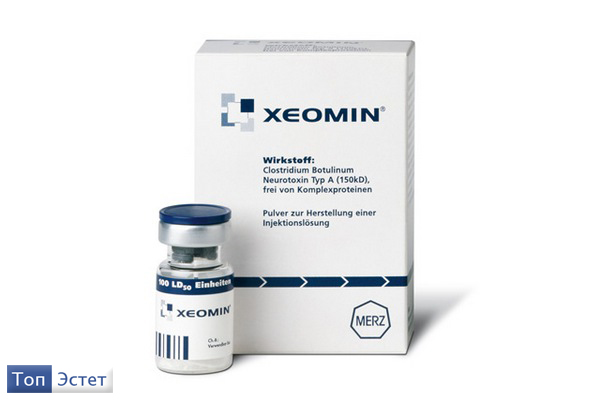 XEOMIN®
Wirkstoff:
Clostridium Botulinum
Neurotoxin Typ A (150kD),
frei von Komplexproteinen
Pulver zur Herstellung einer
Injektionslösung
MERZ
100 LD50 Einheiten
XEOMIN
Топ Эстет